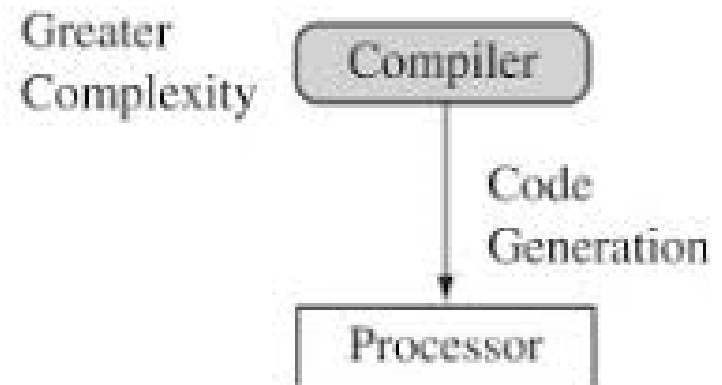 Greater
Complexity
Compiler
Code
Generation
Processor